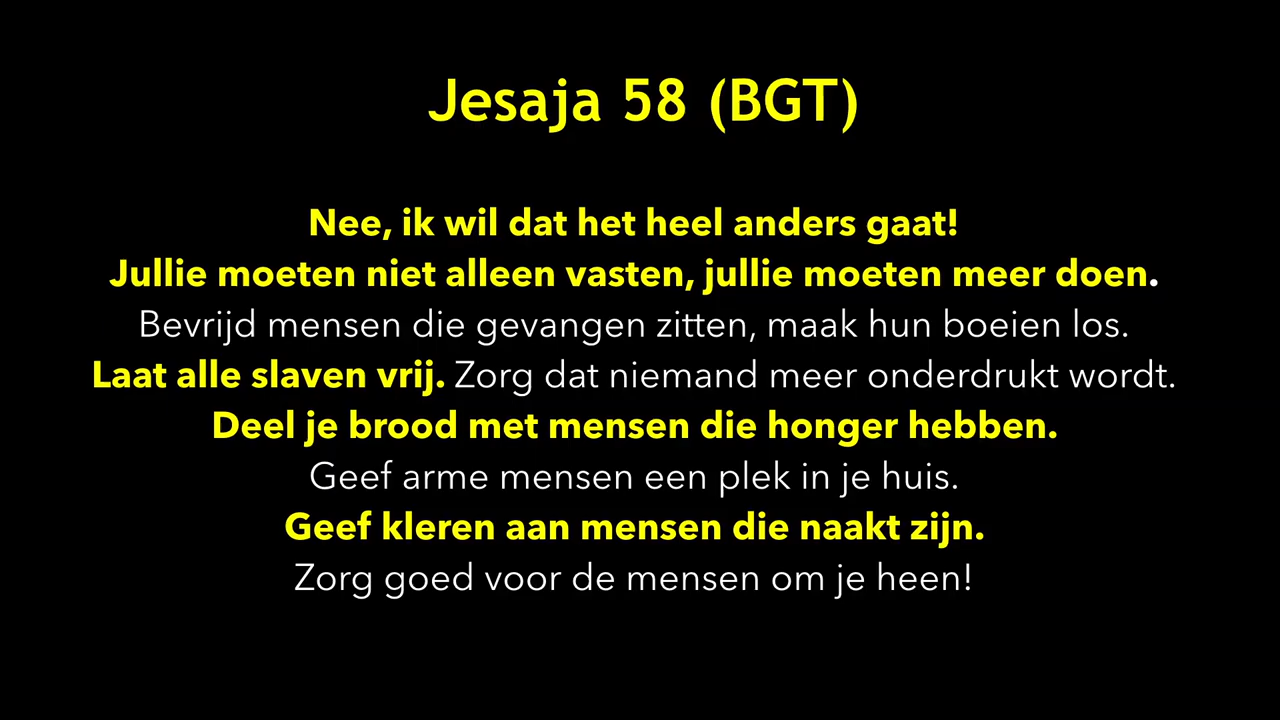 Jesaja 58 (BGT)
Nee, ik wil dat het heel anders gaat!
Jullie moeten niet alleen vasten, jullie moeten meer doen.
Bevrijd mensen die gevangen zitten, maak hun boeien los.
Laat alle slaven vrij. Zorg dat niemand meer onderdrukt wordt.
Deel je brood met mensen die honger hebben.
Geef arme mensen een plek in je huis.
Geef kleren aan mensen die naakt zijn.
Zorg goed voor de mensen om je heen!